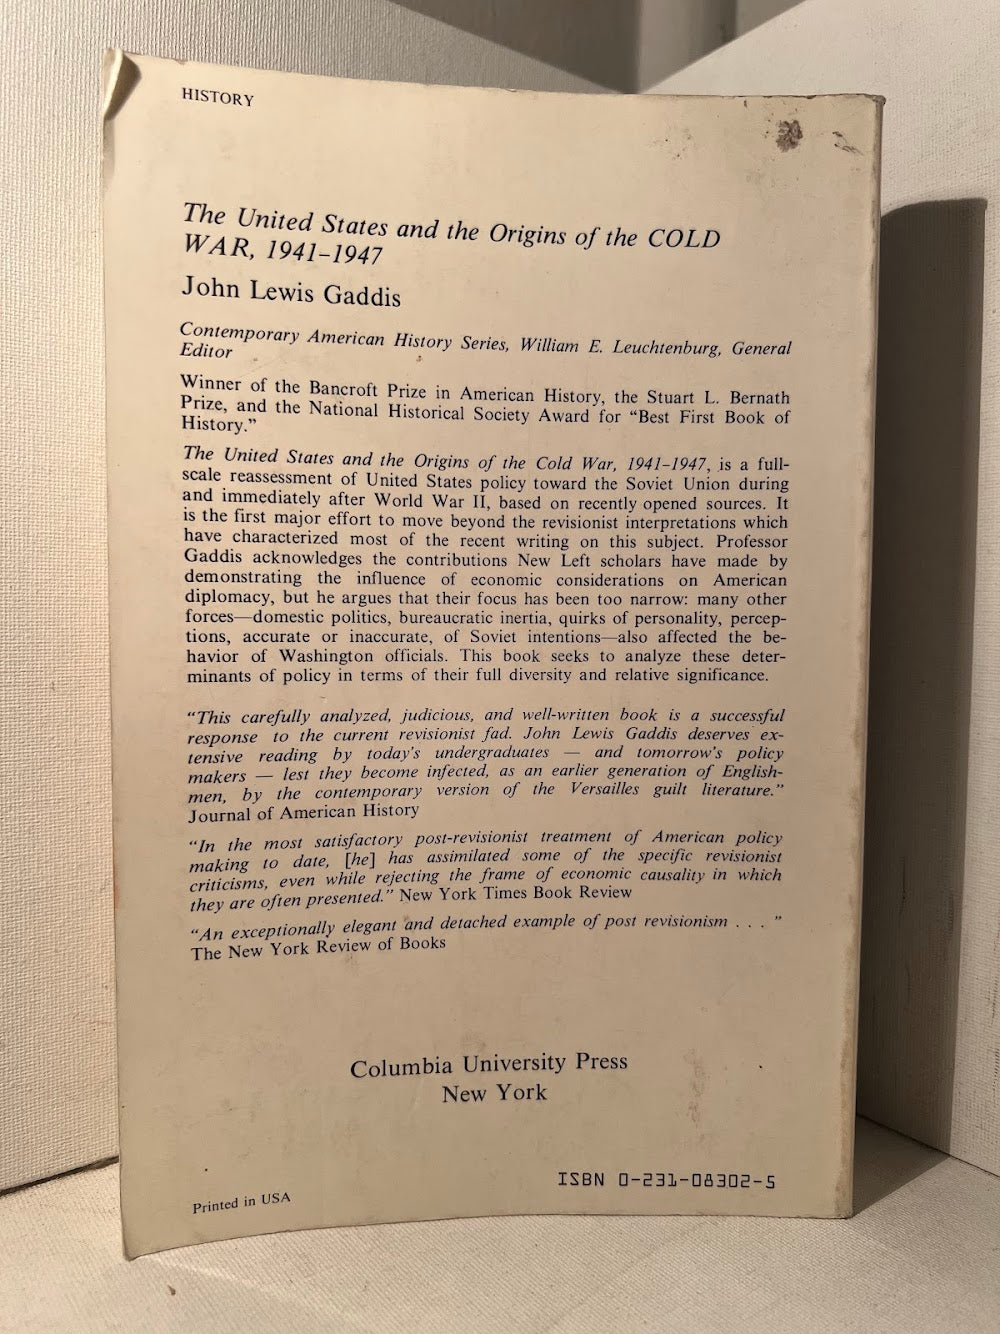 HISTORY
The United States and the Origins of the COLD
WAR, 1941–1947
John Lewis Gaddis
Contemporary American History Series, William E. Leuchtenburg, General
Editor
Winner of the Bancroft Prize in American History, the Stuart L. Bernath
Prize, and the National Historical Society Award for “Best First Book of
History.”
The United States and the Origins of the Cold War, 1941–1947, is a full-
scale reassessment of United States policy toward the Soviet Union during
and immediately after World War II, based on recently opened sources. It
is the first major effort to move beyond the revisionist interpretations which
have characterized most of the recent writing on this subject. Professor
Gaddis acknowledges the contributions New Left scholars have made by
demonstrating the influence of economic considerations on American
diplomacy, but he argues that their focus has been too narrow: many other
forces—domestic politics, bureaucratic inertia, quirks of personality, percep-
tions, accurate or inaccurate, of Soviet intentions—also affected the be-
havior of Washington officials. This book seeks to analyze these deter-
minants of policy in terms of their full diversity and relative significance.
“This carefully analyzed, judicious, and well-written book is a successful
response to the current revisionist fad. John Lewis Gaddis deserves ex-
tensive reading by today's undergraduates — and tomorrow's policy
makers — lest they become infected, as an earlier generation of English-
men, by the contemporary version of the Versailles guilt literature.”
Journal of American History
“In the most satisfactory post-revisionist treatment of American policy
making to date, [he] has assimilated some of the specific revisionist
criticisms, even while rejecting the frame of economic causality in which
they are often presented.” New York Times Book Review
“An exceptionally elegant and detached example of post revisionism . . . ”
The New York Review of Books
Columbia University Press
New York
ISBN 0-231-08302-5
Printed in USA